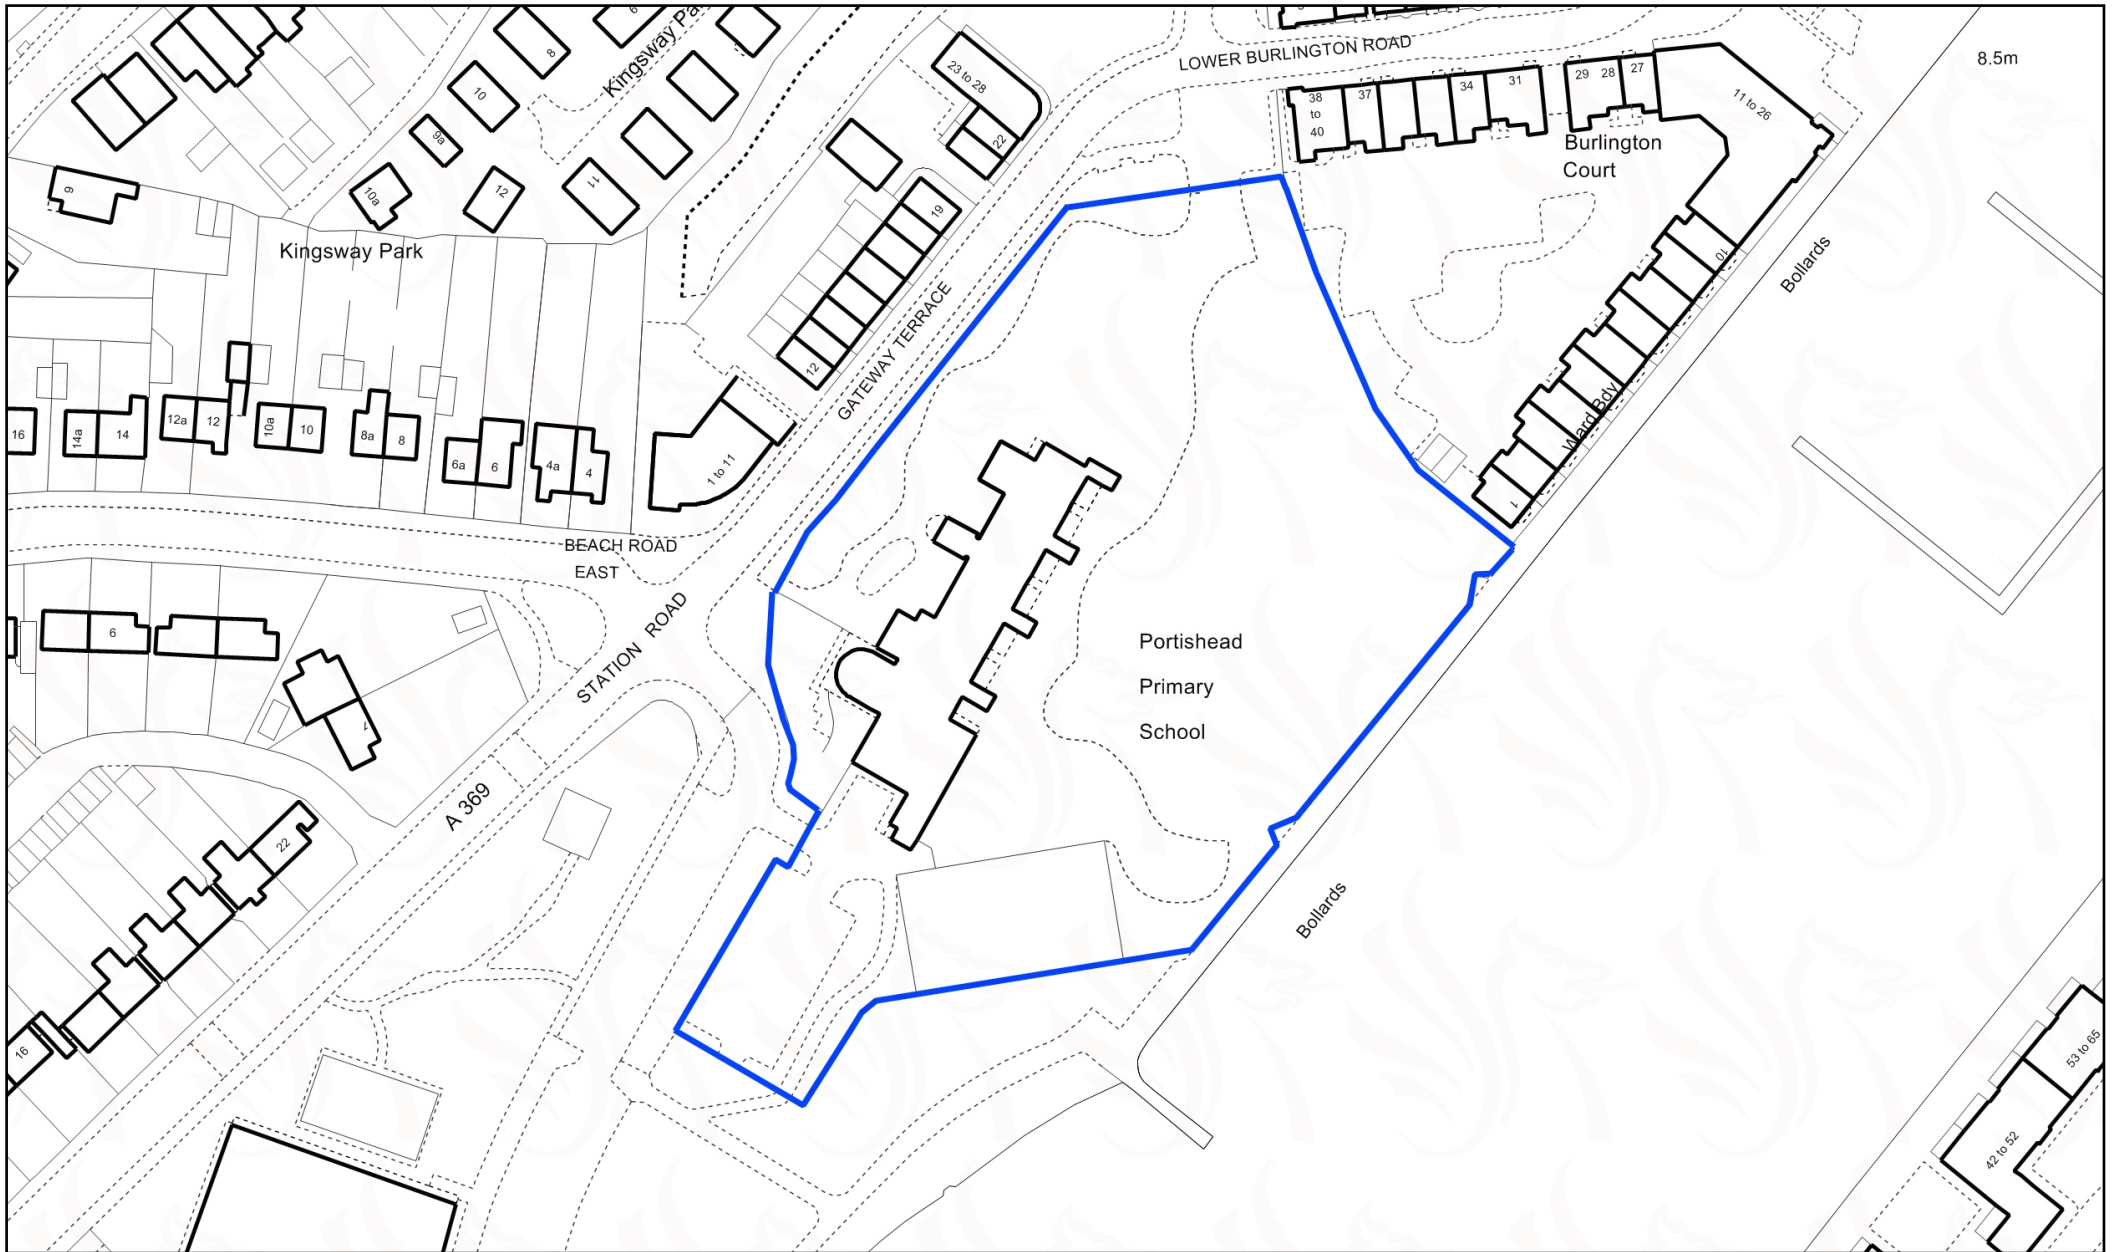 LOWER BURLINGTON ROAD
8.5m
Kingsway Pa
6
8
10
9a
10a
12
11
9
Kingsway Park
23 to 28
22
19
12
GATEWAY TERRACE
38
to
40
37
34
31
29
28
27
11 to 26
Burlington
Court
10
Bollards
Ward Bdy
1
16
14a
14
12a
12
10a
10
8a
8
6a
6
4a
4
1 to 11
BEACH ROAD
EAST
STATION ROAD
A 369
6
1
22
16
Portishead
Primary
School
Bollards
53 to 65
42 to 52